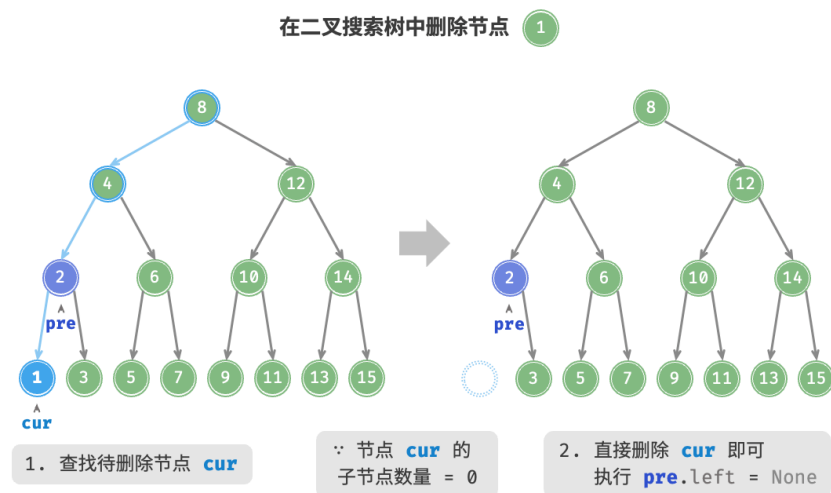 在二叉搜索树中删除节点 1
8 8
4 12 4 12
2 6 10 14 2 6 10 14
pre pre
1 3 5 7 9 11 13 15 3 5 7 9 11 13 15
cur
1. 查找待删除节点 cur
∵ 节点 cur 的
子节点数量 = 0
2. 直接删除 cur 即可
执行 pre.left = None